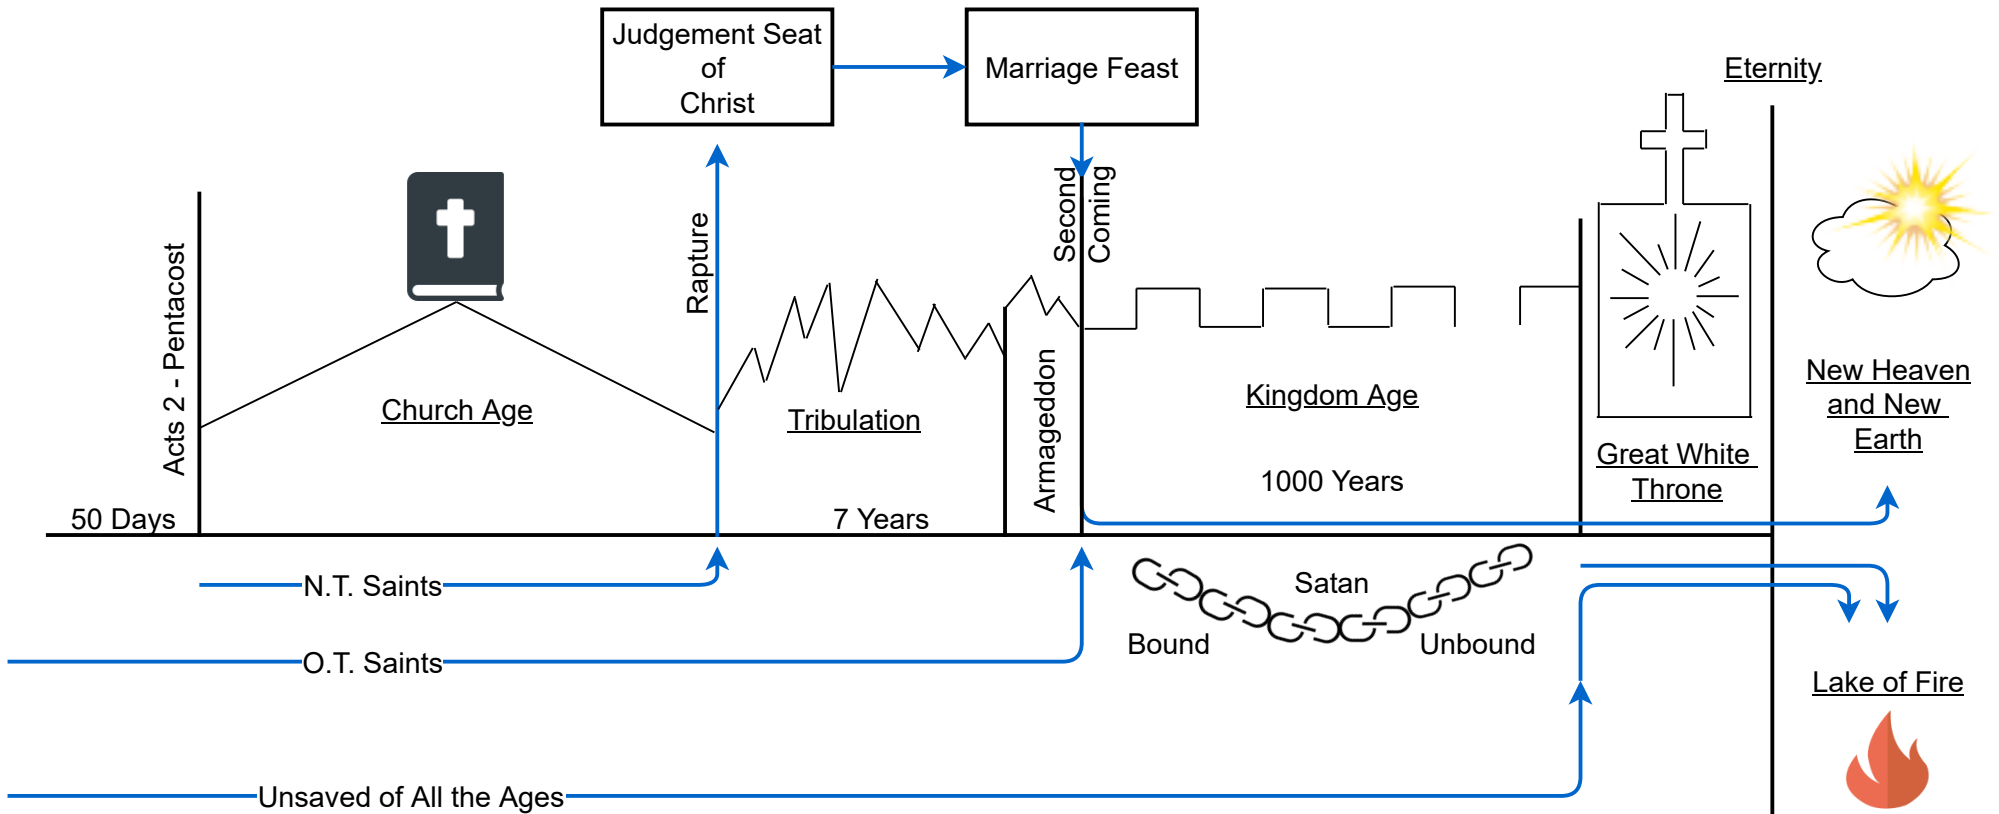 Judgement Seat
of
Christ
Marriage Feast
Eternity
Acts 2 - Pentacost
Rapture
Second
Coming
Church Age
Tribulation
Armageddon
Kingdom Age
1000 Years
Great White
Throne
New Heaven
and New
Earth
50 Days
7 Years
N.T. Saints
Satan
Bound
Unbound
O.T. Saints
Lake of Fire
Unsaved of All the Ages